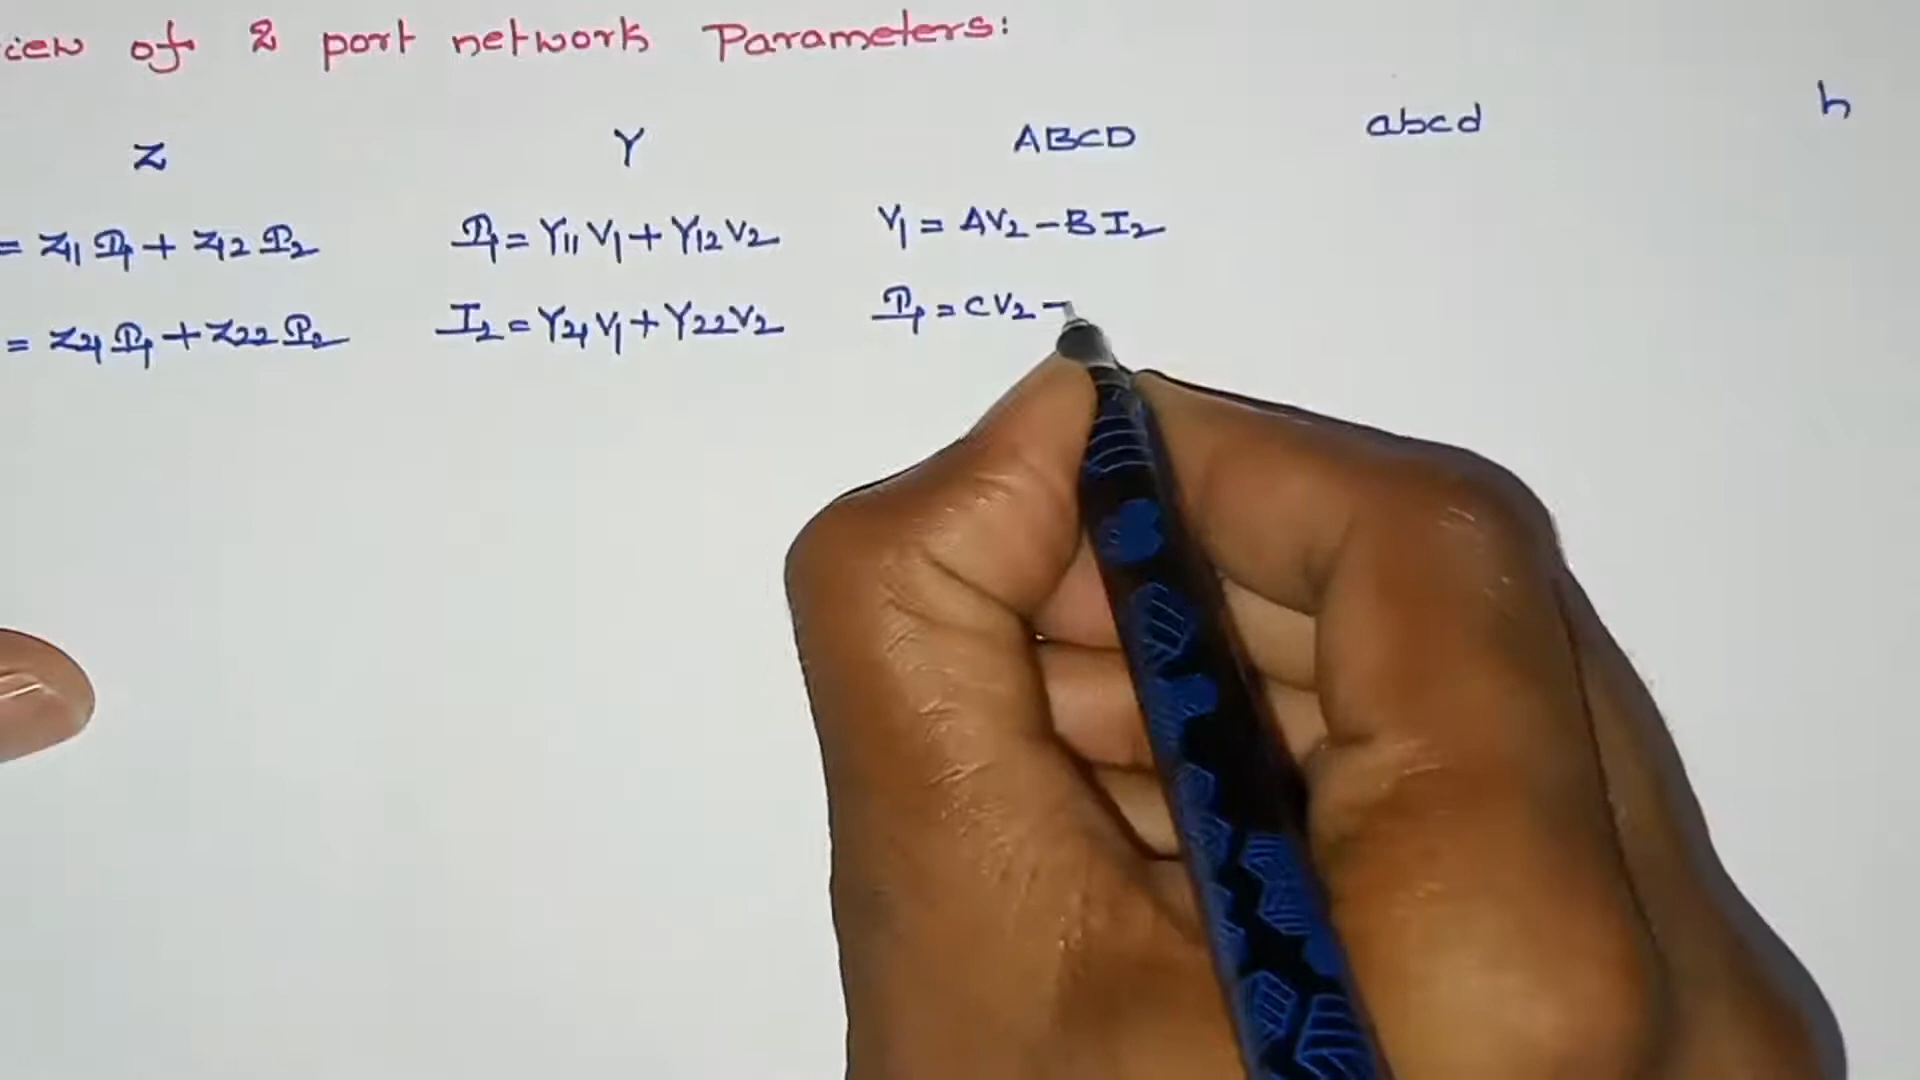 iew of 2 port network Parameters:
Z Y ABCD abcd h
= Z11 I1 + Z12 I2 I1 = Y11 V1 + Y12 V2 V1 = AV2 - B I2
= Z21 I1 + Z22 I2 I2 = Y21 V1 + Y22 V2 I1 = CV2 -